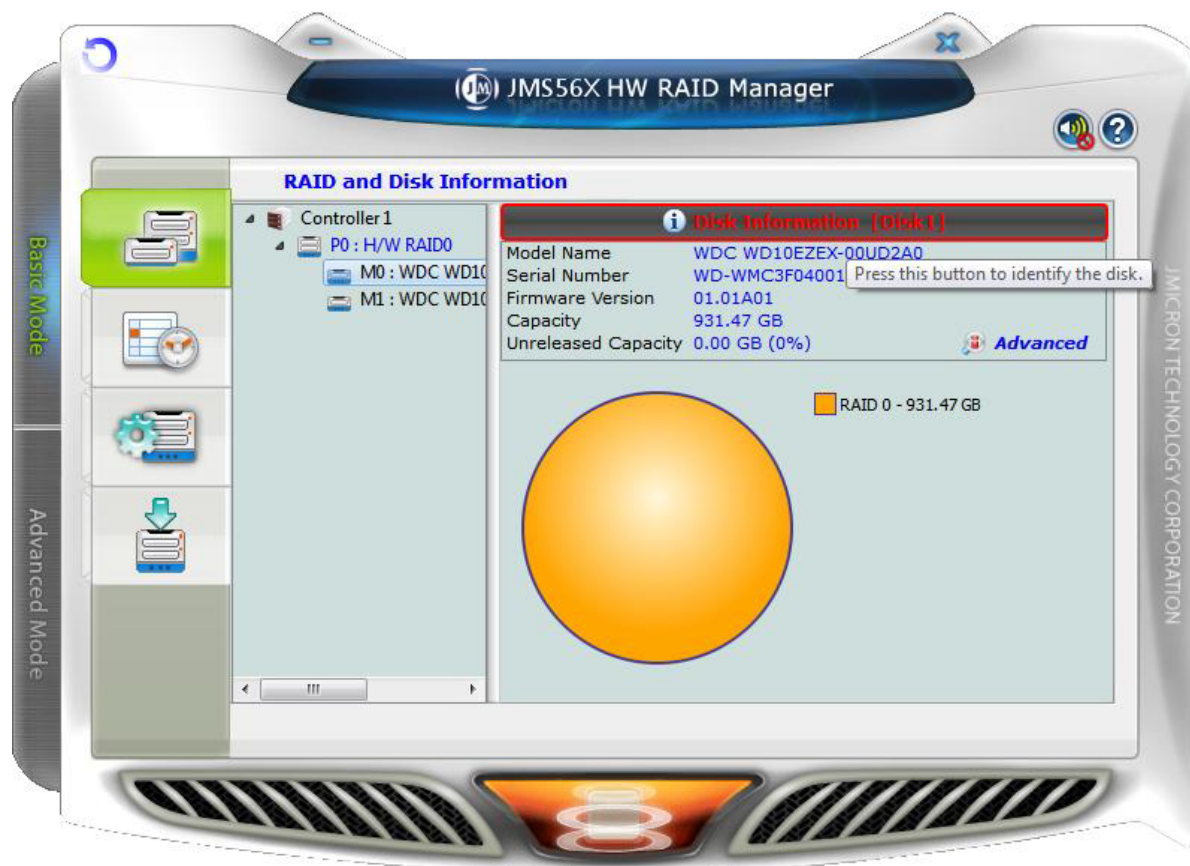 JM JMS56X HW RAID Manager
RAID and Disk Information
Basic Mode
Advanced Mode
Controller 1
P0 : H/W RAID0
M0 : WDC WD10
M1 : WDC WD10
Disk Information [Disk1]
Model Name WDC WD10EZEX-00UD2A0
Serial Number WD-WMC3F04001
Press this button to identify the disk.
Firmware Version 01.01A01
Capacity 931.47 GB
Unreleased Capacity 0.00 GB (0%)
Advanced
RAID 0 - 931.47 GB
JMICRON TECHNOLOGY CORPORATION